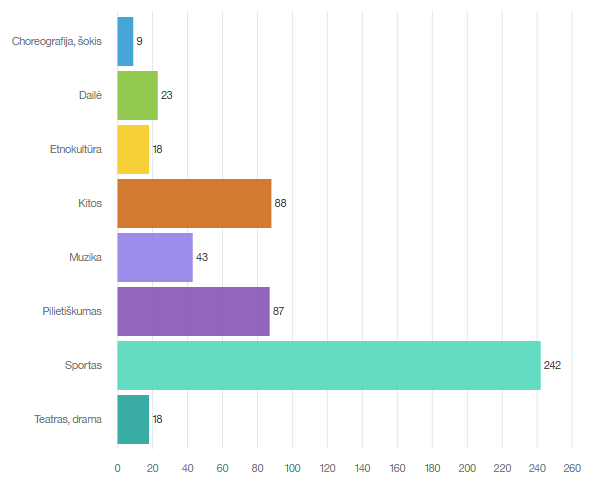 Choreografija, šokis 9
Dailė 23
Etnokultūra 18
Kitos 88
Muzika 43
Pilietiškumas 87
Sportas 242
Teatras, drama 18
0 20 40 60 80 100 120 140 160 180 200 220 240 260